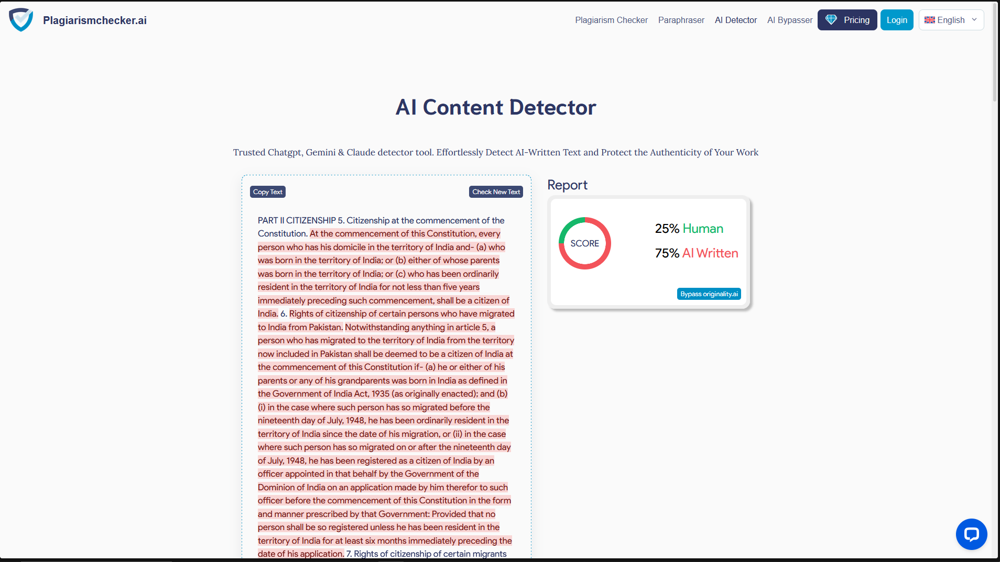 Plagiarismchecker.ai
Plagiarism Checker
Paraphraser
AI Detector
AI Bypasser
Pricing
Login
English
AI Content Detector
Trusted Chatgpt, Gemini & Claude detector tool. Effortlessly Detect AI-Written Text and Protect the Authenticity of Your Work
Copy Text
Check New Text
PART II CITIZENSHIP 5. Citizenship at the commencement of the
Constitution. At the commencement of this Constitution, every
person who has his domicile in the territory of India and- (a) who
was born in the territory of India; or (b) either of whose parents
was born in the territory of India; or (c) who has been ordinarily
resident in the territory of India for not less than five years
immediately preceding such commencement, shall be a citizen of
India. 6. Rights of citizenship of certain persons who have migrated
to India from Pakistan. Notwithstanding anything in article 5, a
person who has migrated to the territory of India from the territory
now included in Pakistan shall be deemed to be a citizen of India at
the commencement of this Constitution if- (a) he or either of his
parents or any of his grandparents was born in India as defined in
the Government of India Act, 1935 (as originally enacted); and (b)
(i) in the case where such person has so migrated before the
nineteenth day of July, 1948, he has been ordinarily resident in the
territory of India since the date of his migration, or (ii) in the case
where such person has so migrated on or after the nineteenth day
of July, 1948, he has been registered as a citizen of India by an
officer appointed in that behalf by the Government of the
Dominion of India on an application made by him therefor to such
officer before the commencement of this Constitution in the form
and manner prescribed by that Government: Provided that no
person shall be so registered unless he has been resident in the
territory of India for at least six months immediately preceding the
date of his application. 7. Rights of citizenship of certain migrants
Report
SCORE
25% Human
75% AI Written
Bypass originality.ai